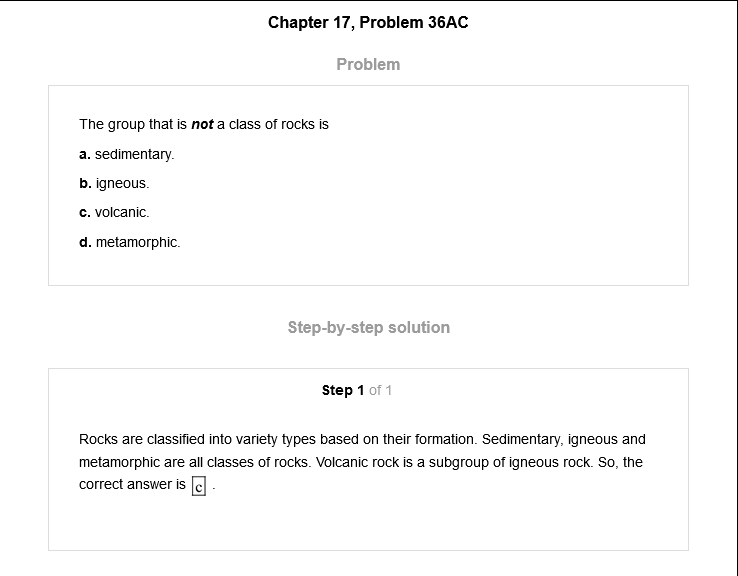 Chapter 17, Problem 36AC
Problem
The group that is not a class of rocks is
a. sedimentary.
b. igneous.
c. volcanic.
d. metamorphic.
Step-by-step solution
Step 1 of 1
Rocks are classified into variety types based on their formation. Sedimentary, igneous and
metamorphic are all classes of rocks. Volcanic rock is a subgroup of igneous rock. So, the
correct answer is c .